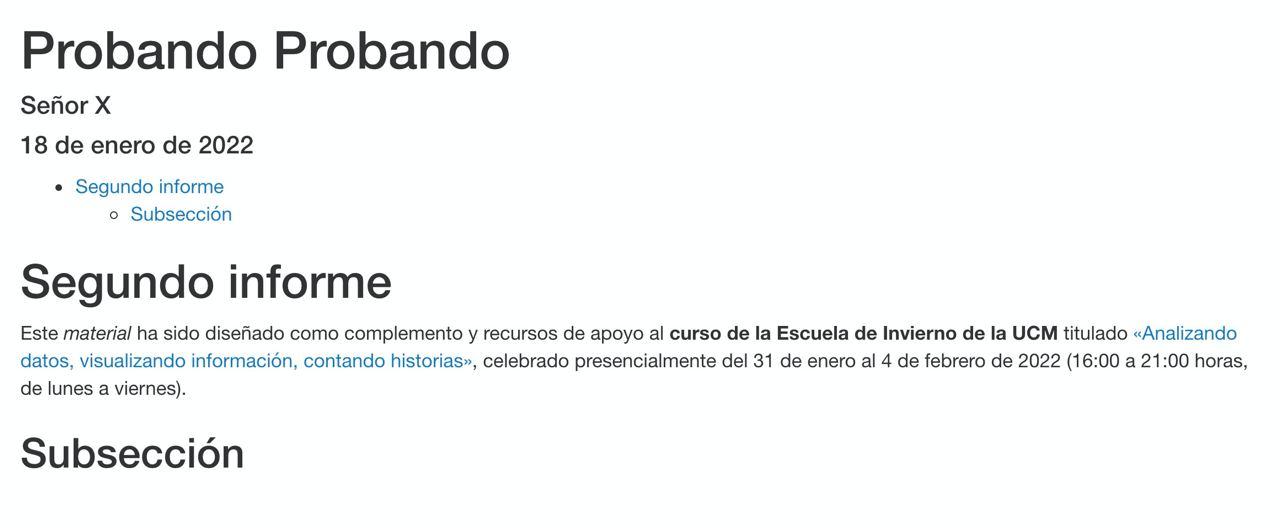 Probando Probando
Señor X
18 de enero de 2022
Segundo informe
Subsección
Segundo informe
Este material ha sido diseñado como complemento y recursos de apoyo al curso de la Escuela de Invierno de la UCM titulado «Analizando
datos, visualizando información, contando historias», celebrado presencialmente del 31 de enero al 4 de febrero de 2022 (16:00 a 21:00 horas,
de lunes a viernes).
Subsección